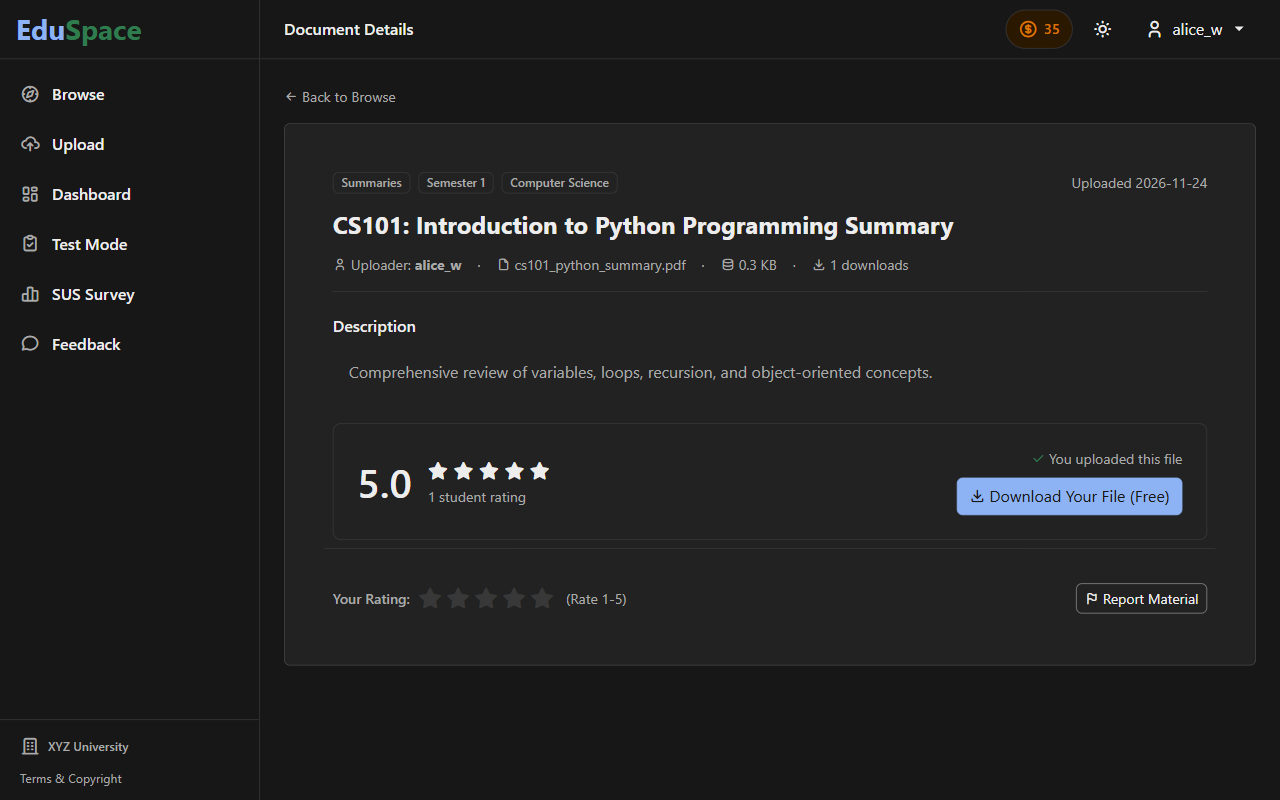 EduSpace
Document Details
35
alice_w
Browse
Upload
Dashboard
Test Mode
SUS Survey
Feedback
XYZ University
Terms & Copyright
← Back to Browse
Summaries Semester 1 Computer Science
Uploaded 2026-11-24
CS101: Introduction to Python Programming Summary
Uploader: alice_w · cs101_python_summary.pdf · 0.3 KB · 1 downloads
Description
Comprehensive review of variables, loops, recursion, and object-oriented concepts.
5.0
1 student rating
You uploaded this file
Download Your File (Free)
Your Rating: (Rate 1-5)
Report Material